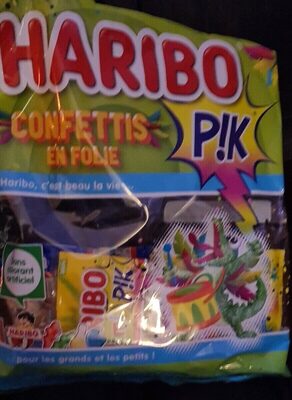 HARIBO
CONFETTIS
EN FOLIE
P!K
Haribo, c'est beau la vie
Sans
colorant
artificiel
HARIBO
RIBO
P!K
...pour les grands et les petits !